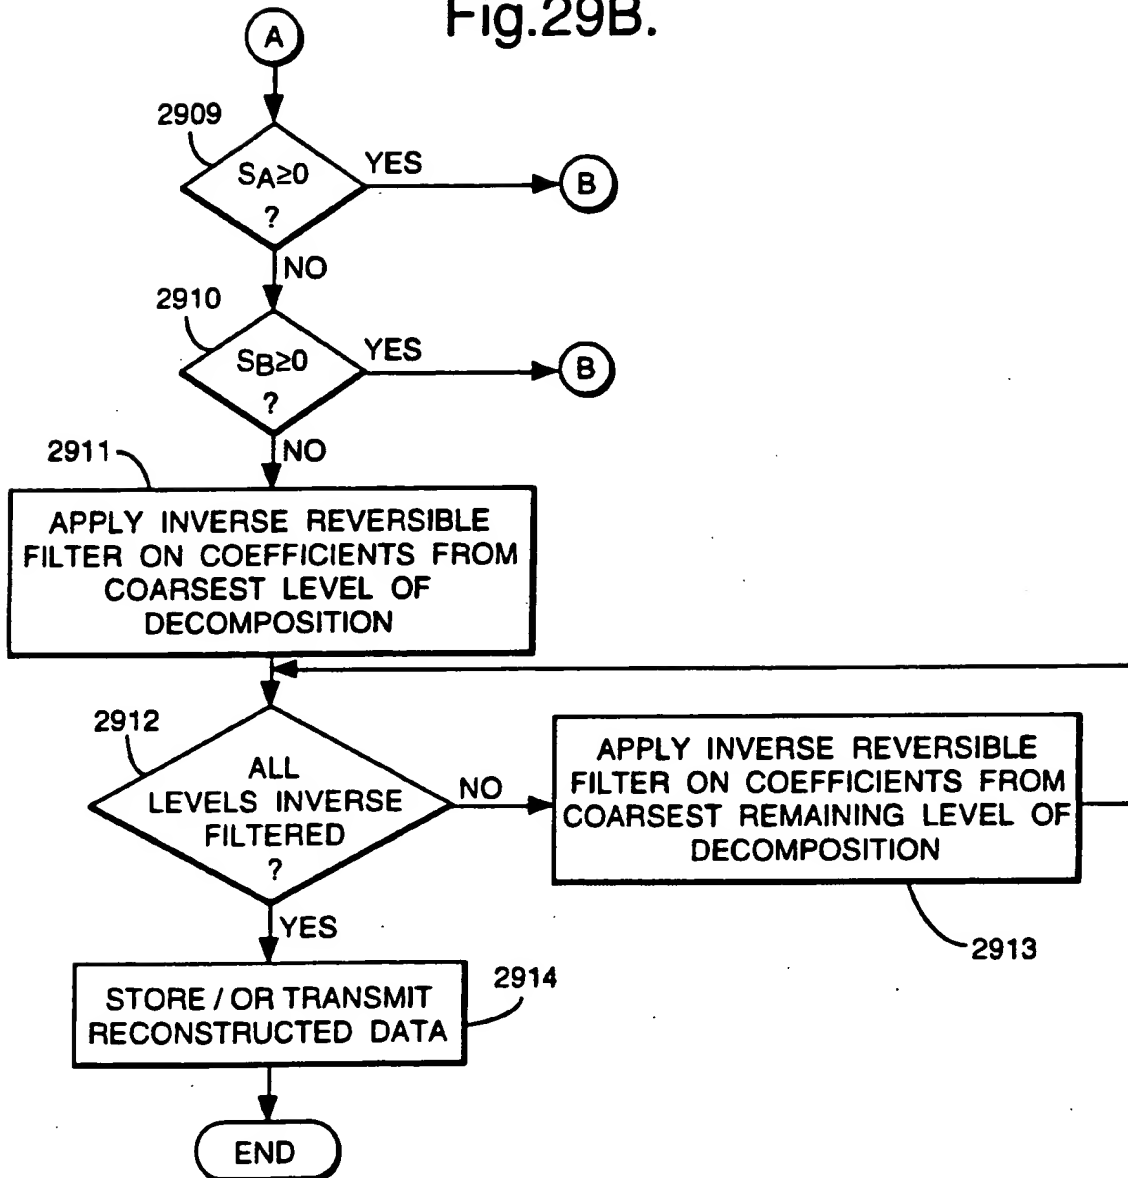 Fig.29B.
A
2909
SA≥0
?
YES
B
NO
2910
SB≥0
?
YES
B
NO
2911
APPLY INVERSE REVERSIBLE
FILTER ON COEFFICIENTS FROM
COARSEST LEVEL OF
DECOMPOSITION
2912
ALL
LEVELS INVERSE
FILTERED
?
NO
APPLY INVERSE REVERSIBLE
FILTER ON COEFFICIENTS FROM
COARSEST REMAINING LEVEL OF
DECOMPOSITION
2913
YES
STORE / OR TRANSMIT
RECONSTRUCTED DATA
2914
END